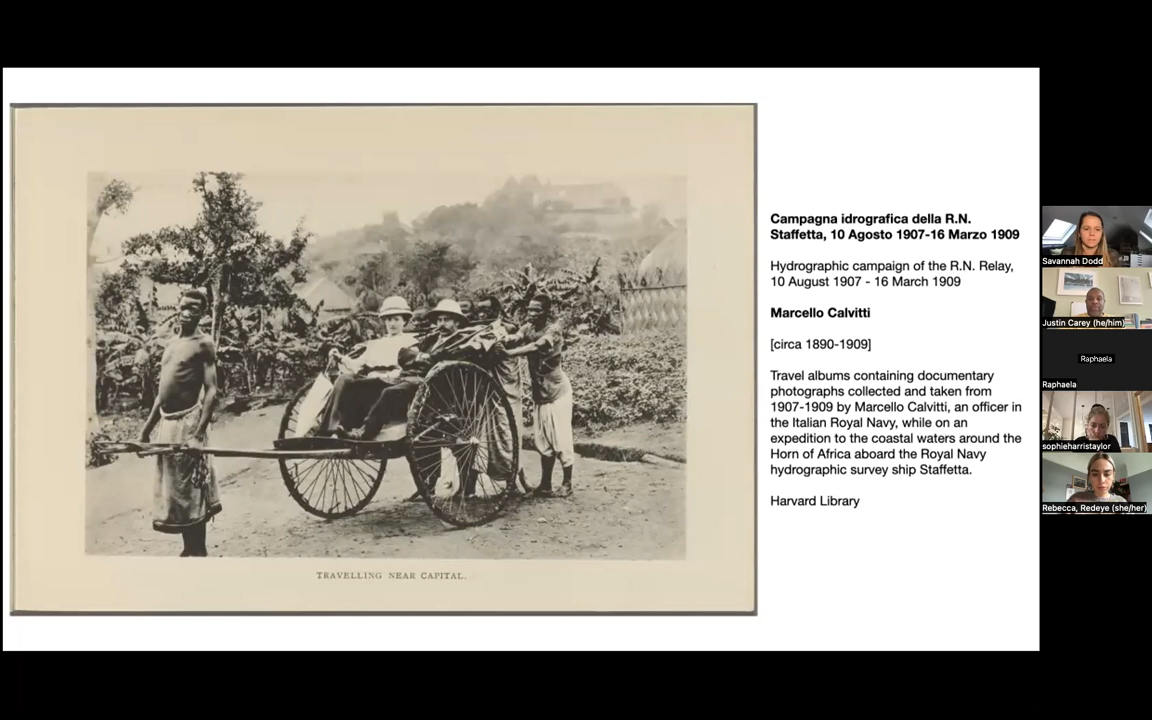 TRAVELLING NEAR CAPITAL.
Campagna idrografica della R.N.
Staffetta, 10 Agosto 1907-16 Marzo 1909
Hydrographic campaign of the R.N. Relay,
10 August 1907 - 16 March 1909
Marcello Calvitti
[circa 1890-1909]
Travel albums containing documentary
photographs collected and taken from
1907-1909 by Marcello Calvitti, an officer in
the Italian Royal Navy, while on an
expedition to the coastal waters around the
Horn of Africa aboard the Royal Navy
hydrographic survey ship Staffetta.
Harvard Library
Savannah Dodd
Justin Carey (he/him)
Raphaela
Raphaela
sophieharristaylor
Rebecca, Redeye (she/her)